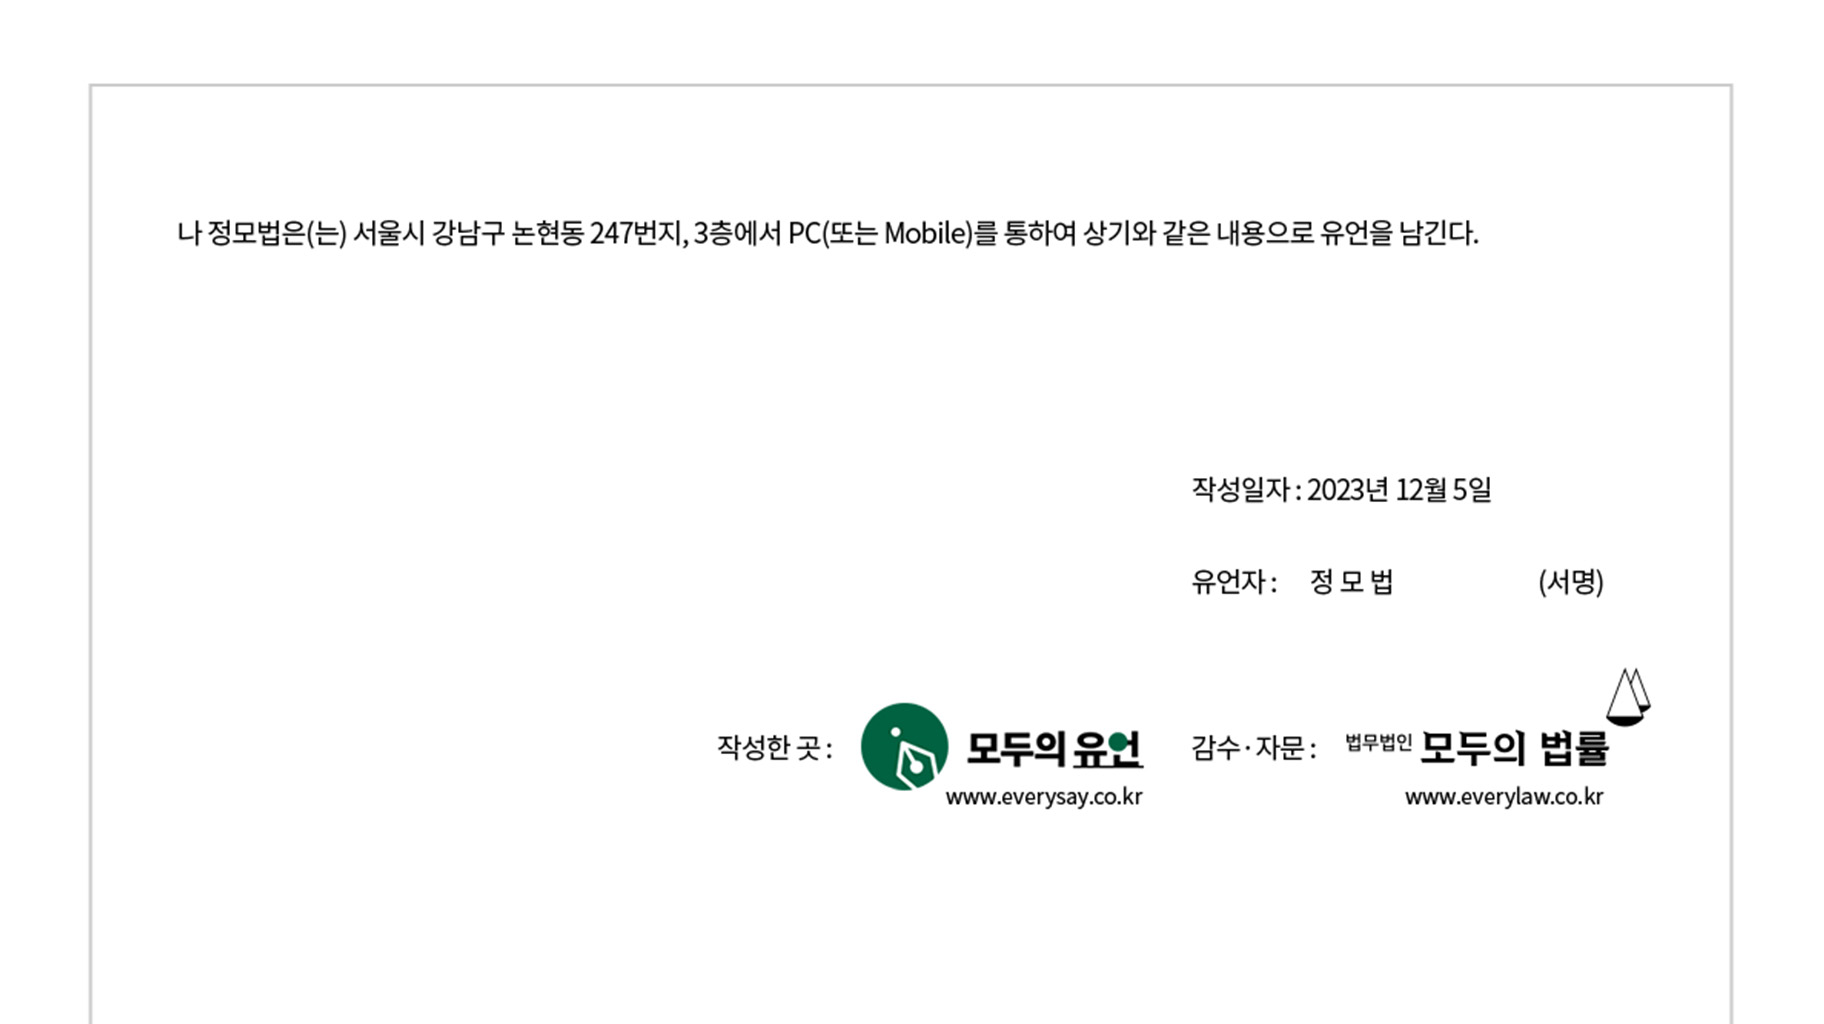 나 정모법은(는) 서울시 강남구 논현동 247번지, 3층에서 PC(또는 Mobile)를 통하여 상기와 같은 내용으로 유언을 남긴다.
작성일자 : 2023년 12월 5일
유언자 : 정 모 법 (서명)
작성한 곳 : 모두의 유언 감수·자문 : 법무법인 모두의 법률
www.everysay.co.kr www.everylaw.co.kr